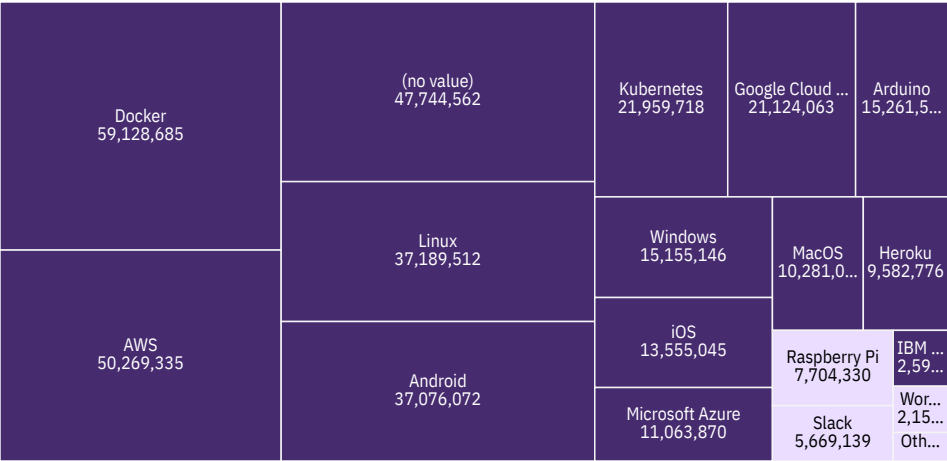 Docker
59,128,685
AWS
50,269,335
(no value)
47,744,562
Linux
37,189,512
Android
37,076,072
Kubernetes
21,959,718
Google Cloud ...
21,124,063
Arduino
15,261,5...
Windows
15,155,146
iOS
13,555,045
Microsoft Azure
11,063,870
MacOS
10,281,0...
Heroku
9,582,776
Raspberry Pi
7,704,330
Slack
5,669,139
IBM ...
2,59...
Wor...
2,15...
Oth...